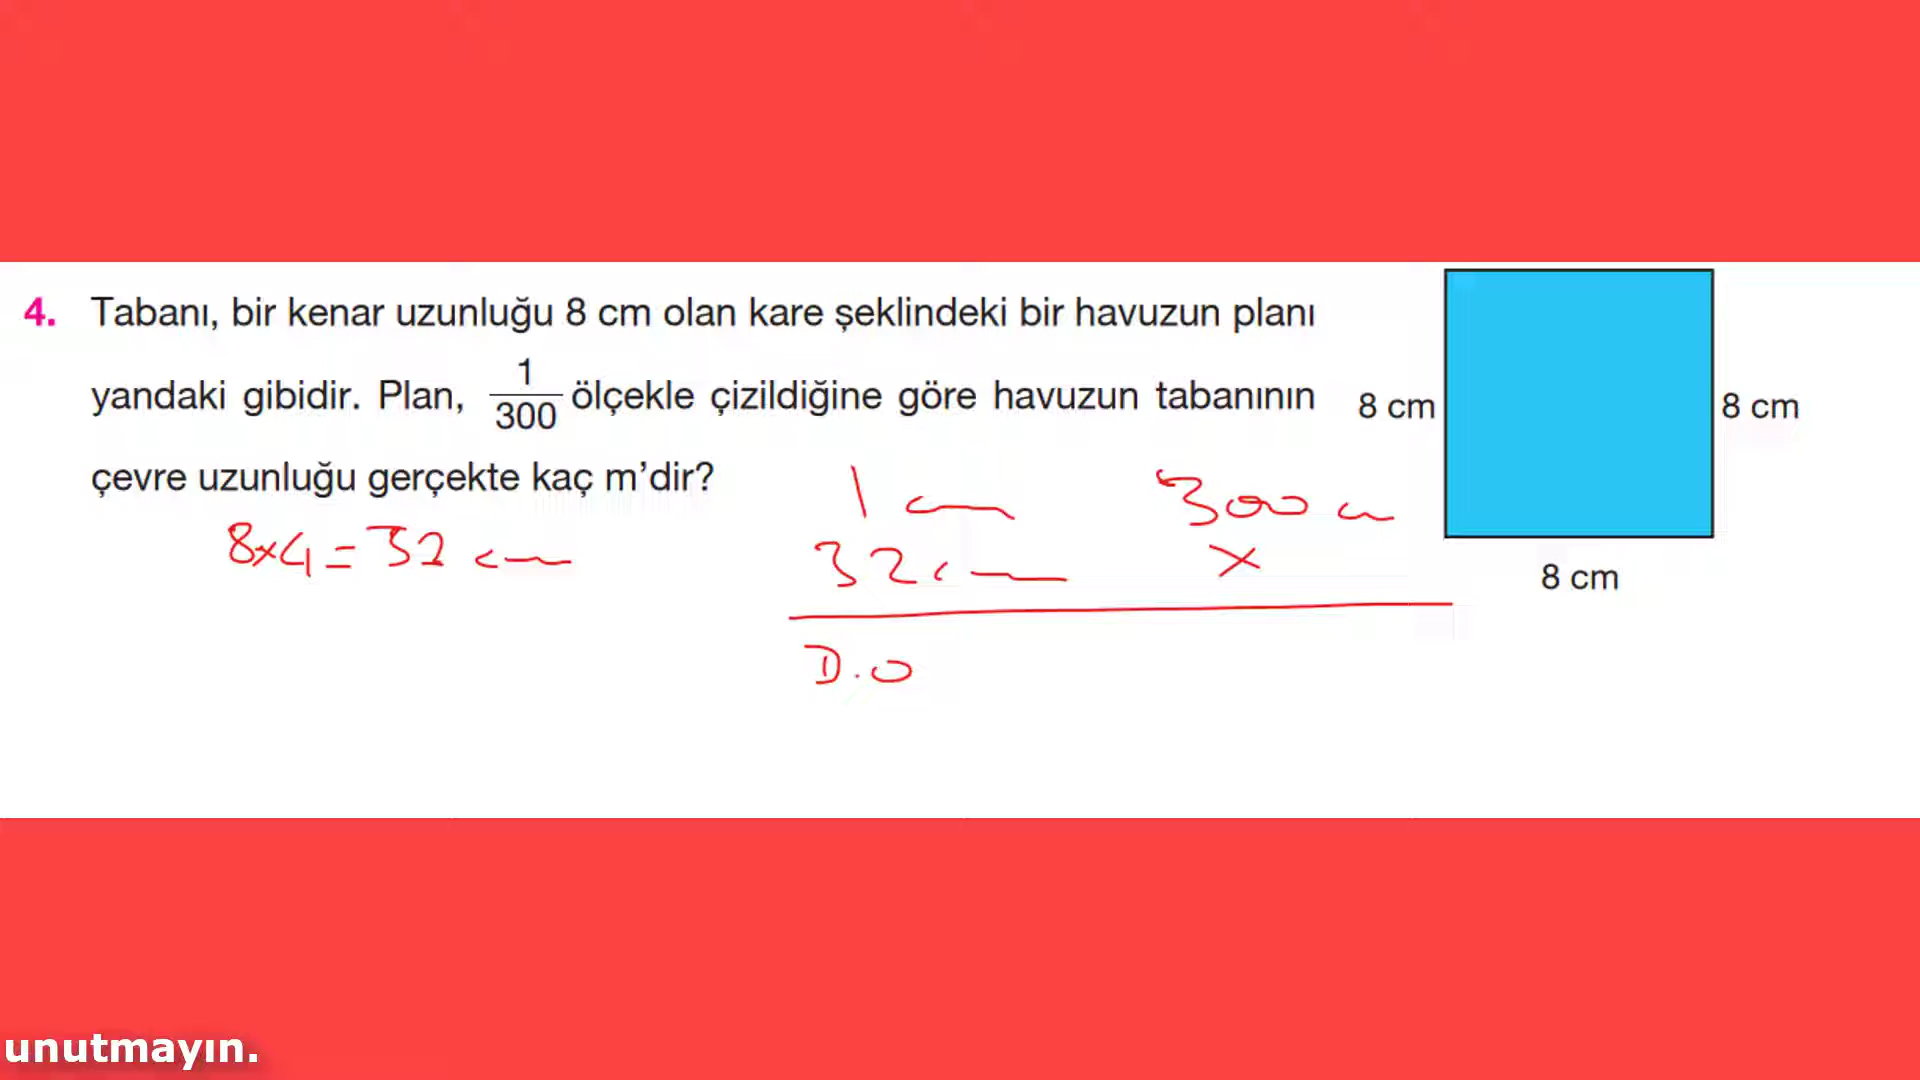 4. Tabanı, bir kenar uzunluğu 8 cm olan kare şeklindeki bir havuzun planı
yandaki gibidir. Plan, 1/300 ölçekle çizildiğine göre havuzun tabanının
çevre uzunluğu gerçekte kaç m'dir?
8 cm
8 cm
8 cm
8x4=32 cm
1 cm 300 cm
32 cm x
D.O
unutmayın.